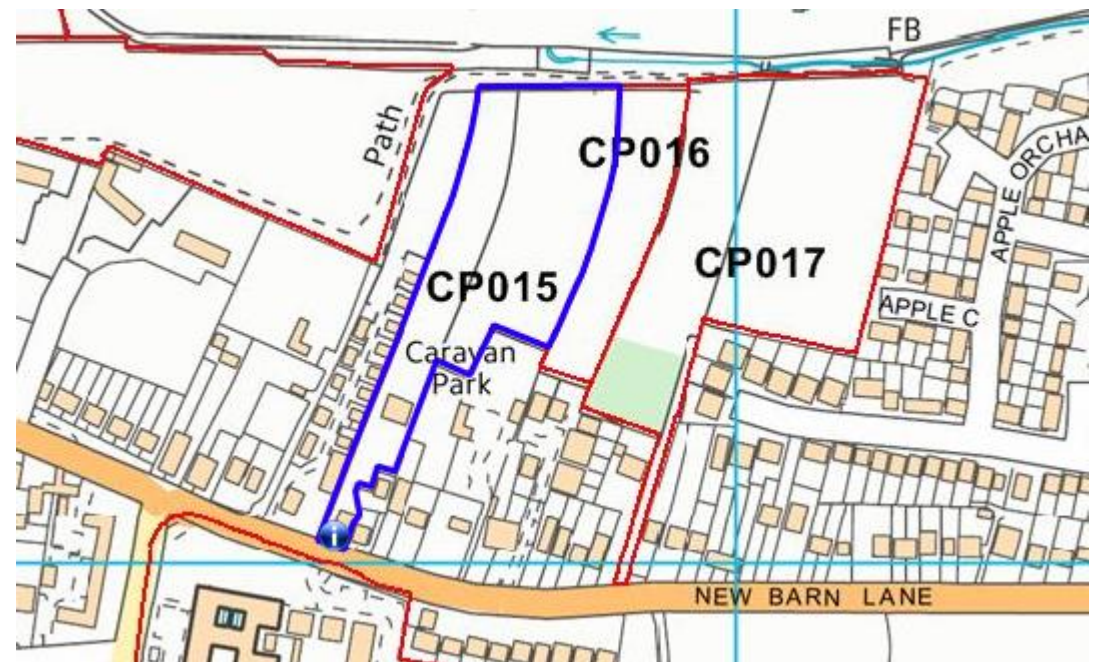 FB
Path
CP016
APPLE ORCHA
CP017
CP015
APPLE C
Caravan
Park
i
NEW BARN LANE